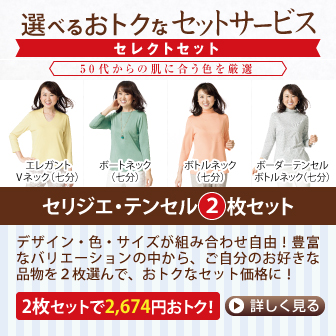 選べるおトクなセットサービス
セレクトセット
50代からの肌に合う色を厳選
エレガント
Vネック(七分)
ボートネック
(七分)
ボトルネック
(七分)
ボーダーテンセル
ボトルネック(七分)
セリジエ・テンセル2枚セット
デザイン・色・サイズが組み合わせ自由！豊富
なバリエーションの中から、ご自分のお好きな
品物を２枚選んで、おトクなセット価格に！
2枚セットで2,674円おトク!
詳しく見る